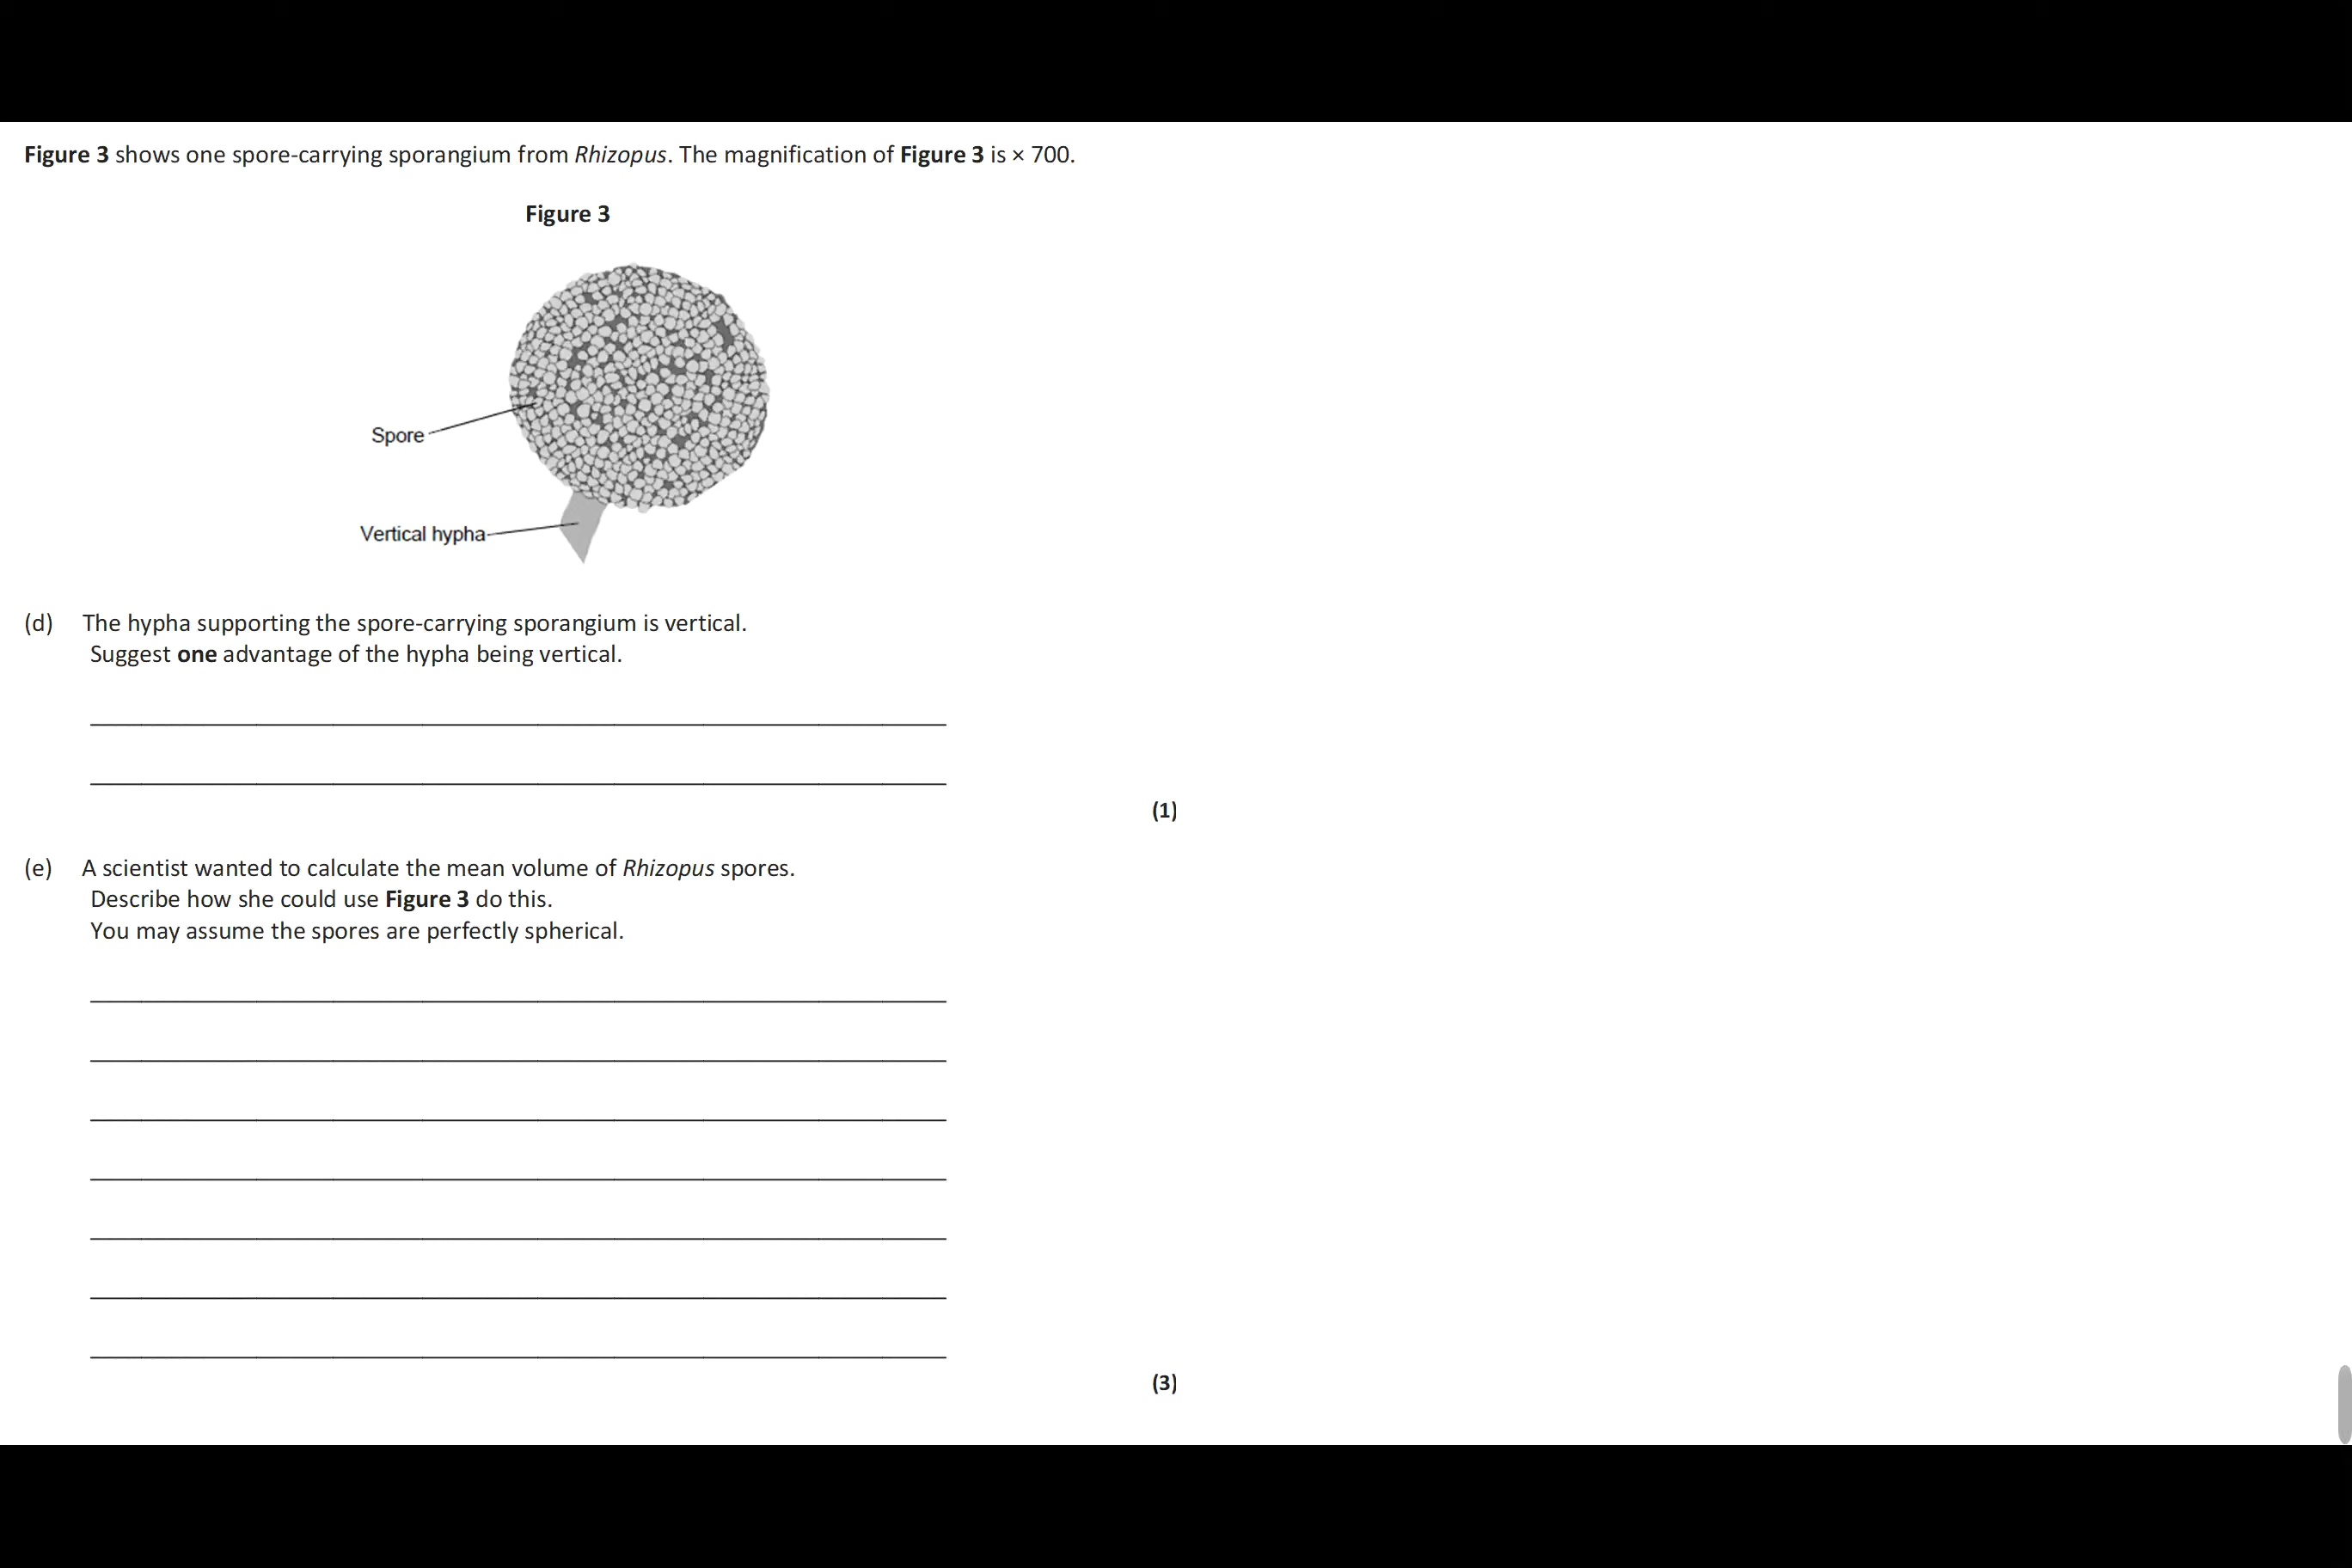 Figure 3 shows one spore-carrying sporangium from Rhizopus. The magnification of Figure 3 is × 700.
Figure 3
Spore
Vertical hypha
(d) The hypha supporting the spore-carrying sporangium is vertical.
Suggest one advantage of the hypha being vertical.
(1)
(e) A scientist wanted to calculate the mean volume of Rhizopus spores.
Describe how she could use Figure 3 do this.
You may assume the spores are perfectly spherical.
(3)